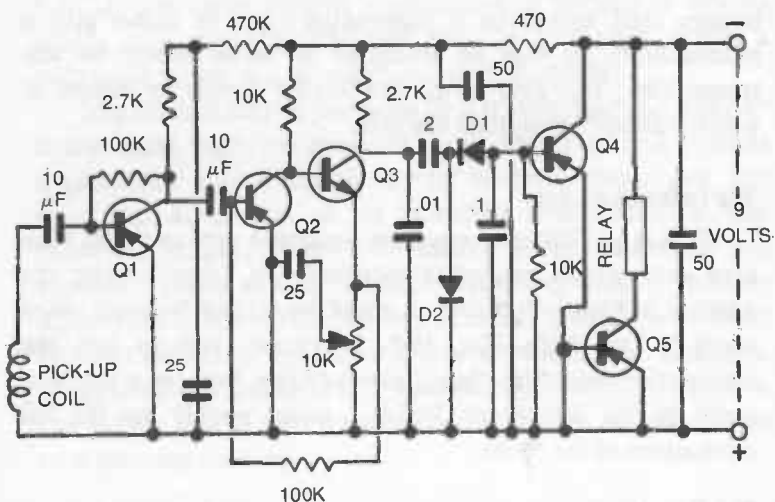 470K
470
−
2.7K
10K
2.7K
50
100K
10
μF
10
μF
2
D1
Q4
Q3
Q2
Q1
.01
.1
10K
RELAY
9
VOLTS
50
25
D2
Q5
10K
PICK-UP
COIL
25
100K
+